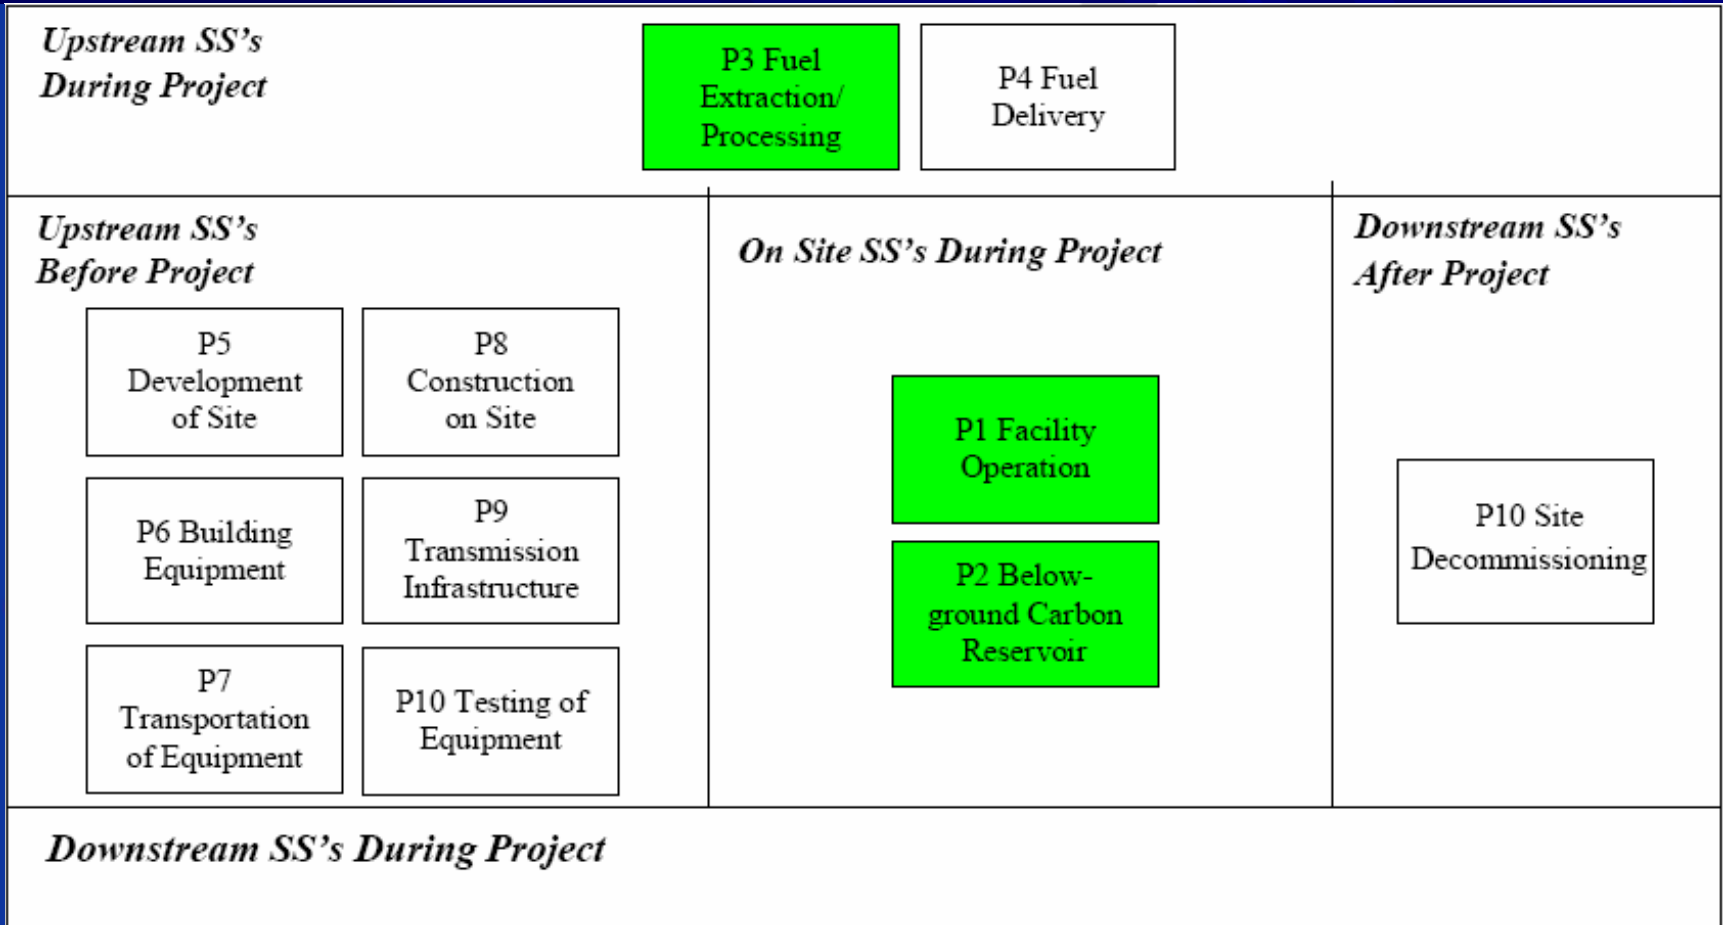 Upstream SS's
During Project
P3 Fuel
Extraction/
Processing
P4 Fuel
Delivery
Upstream SS's
Before Project
P5
Development
of Site
P8
Construction
on Site
P6 Building
Equipment
P9
Transmission
Infrastructure
P7
Transportation
of Equipment
P10 Testing of
Equipment
On Site SS's During Project
P1 Facility
Operation
P2 Below-
ground Carbon
Reservoir
Downstream SS's
After Project
P10 Site
Decommissioning
Downstream SS's During Project